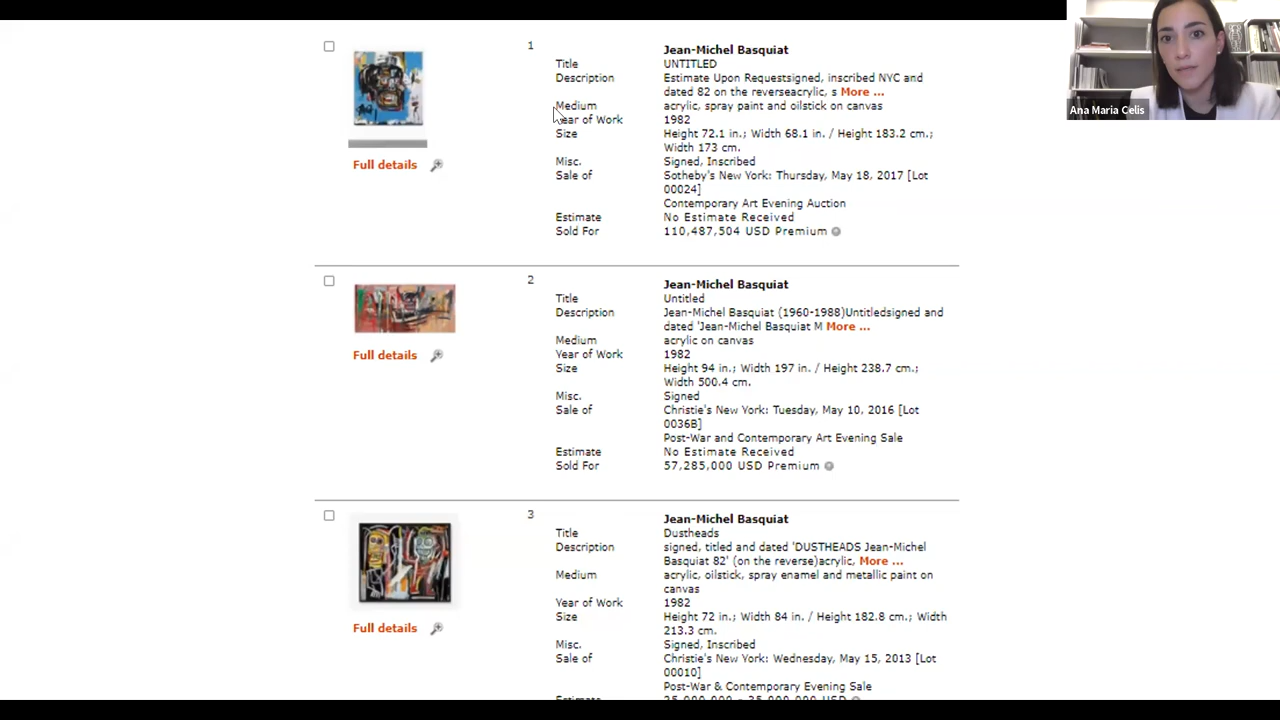 Ana Maria Celis
1
Jean-Michel Basquiat
Title UNTITLED
Description Estimate Upon Requestsigned, inscribed NYC and
dated 82 on the reverseacrylic, s More ...
Medium acrylic, spray paint and oilstick on canvas
Year of Work 1982
Size Height 72.1 in.; Width 68.1 in. / Height 183.2 cm.;
Width 173 cm.
Misc. Signed, Inscribed
Sale of Sotheby's New York: Thursday, May 18, 2017 [Lot
00024]
Contemporary Art Evening Auction
Estimate No Estimate Received
Sold For 110,487,504 USD Premium
Full details
2
Jean-Michel Basquiat
Title Untitled
Description Jean-Michel Basquiat (1960-1988)Untitledsigned and
dated 'Jean-Michel Basquiat M More ...
Medium acrylic on canvas
Year of Work 1982
Size Height 94 in.; Width 197 in. / Height 238.7 cm.;
Width 500.4 cm.
Misc. Signed
Sale of Christie's New York: Tuesday, May 10, 2016 [Lot
0036B]
Post-War and Contemporary Art Evening Sale
Estimate No Estimate Received
Sold For 57,285,000 USD Premium
Full details
3
Jean-Michel Basquiat
Title Dustheads
Description signed, titled and dated 'DUSTHEADS Jean-Michel
Basquiat 82' (on the reverse)acrylic, More ...
Medium acrylic, oilstick, spray enamel and metallic paint on
canvas
Year of Work 1982
Size Height 72 in.; Width 84 in. / Height 182.8 cm.; Width
213.3 cm.
Misc. Signed, Inscribed
Sale of Christie's New York: Wednesday, May 15, 2013 [Lot
00010]
Post-War & Contemporary Evening Sale
Estimate 25,000,000 - 35,000,000 USD
Full details